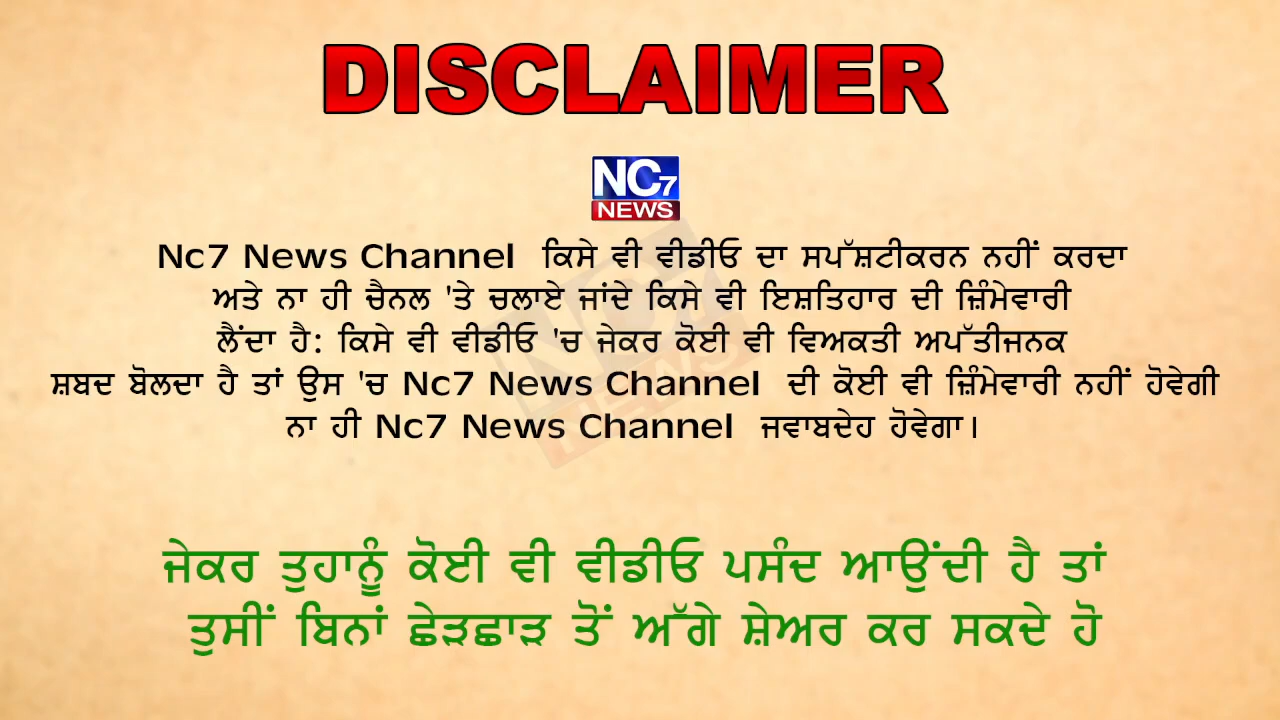 DISCLAIMER
NC7
NEWS
Nc7 News Channel ਕਿਸੇ ਵੀ ਵੀਡੀਓ ਦਾ ਸਪੱਸ਼ਟੀਕਰਨ ਨਹੀਂ ਕਰਦਾ
ਅਤੇ ਨਾ ਹੀ ਚੈਨਲ 'ਤੇ ਚਲਾਏ ਜਾਂਦੇ ਕਿਸੇ ਵੀ ਇਸ਼ਤਿਹਾਰ ਦੀ ਜ਼ਿੰਮੇਵਾਰੀ
ਲੈਂਦਾ ਹੈ: ਕਿਸੇ ਵੀ ਵੀਡੀਓ 'ਚ ਜੇਕਰ ਕੋਈ ਵੀ ਵਿਅਕਤੀ ਅਪੱਤੀਜਨਕ
ਸ਼ਬਦ ਬੋਲਦਾ ਹੈ ਤਾਂ ਉਸ 'ਚ Nc7 News Channel ਦੀ ਕੋਈ ਵੀ ਜ਼ਿੰਮੇਵਾਰੀ ਨਹੀਂ ਹੋਵੇਗੀ
ਨਾ ਹੀ Nc7 News Channel ਜਵਾਬਦੇਹ ਹੋਵੇਗਾ।
ਜੇਕਰ ਤੁਹਾਨੂੰ ਕੋਈ ਵੀ ਵੀਡੀਓ ਪਸੰਦ ਆਉਂਦੀ ਹੈ ਤਾਂ
ਤੁਸੀਂ ਬਿਨਾਂ ਛੇੜਛਾੜ ਤੋਂ ਅੱਗੇ ਸ਼ੇਅਰ ਕਰ ਸਕਦੇ ਹੋ